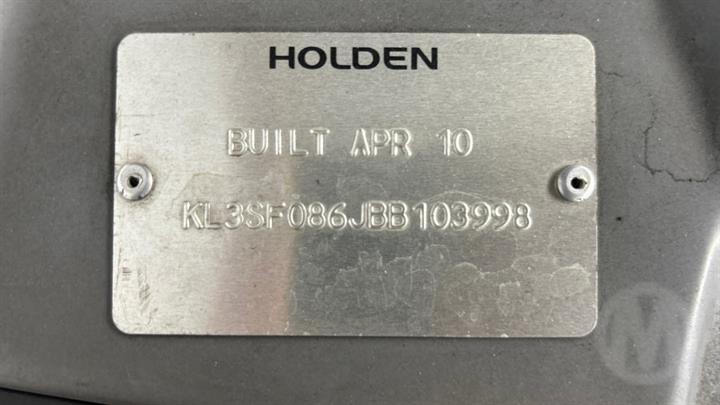 HOLDEN
BUILT APR 10
KL3SF086JBB103998
M